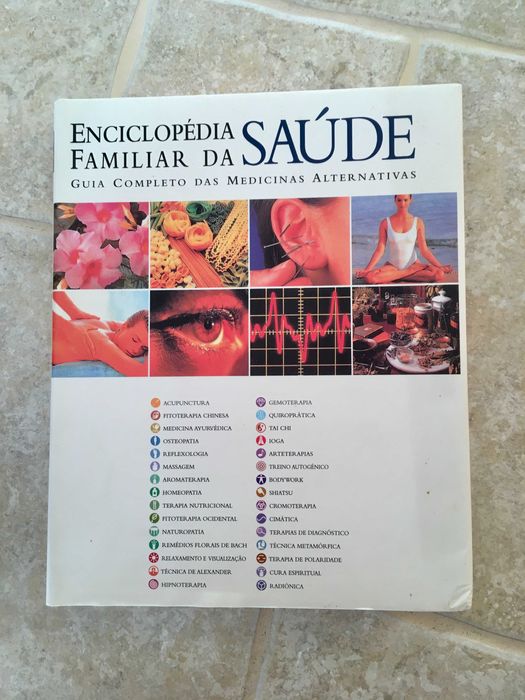 ENCICLOPÉDIA
FAMILIAR DA SAÚDE
GUIA COMPLETO DAS MEDICINAS ALTERNATIVAS
ACUPUNCTURA
FITOTERAPIA CHINESA
MEDICINA AYURVÉDICA
OSTEOPATIA
REFLEXOLOGIA
MASSAGEM
AROMATERAPIA
HOMEOPATIA
TERAPIA NUTRICIONAL
FITOTERAPIA OCIDENTAL
NATUROPATIA
REMÉDIOS FLORAIS DE BACH
RELAXAMENTO E VISUALIZAÇÃO
TÉCNICA DE ALEXANDER
HIPNOTERAPIA
GEMOTERAPIA
QUIROPRÁTICA
TAI CHI
IOGA
ARTETERAPIAS
TREINO AUTOGÉNICO
BODYWORK
SHIATSU
CROMOTERAPIA
CIMÁTICA
TERAPIAS DE DIAGNÓSTICO
TÉCNICA METAMÓRFICA
TERAPIA DE POLARIDADE
CURA ESPIRITUAL
RADIÓNICA